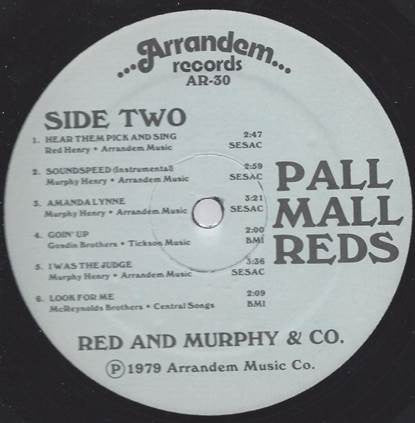 ...Arrandem...
records
AR-30
SIDE TWO
1. HEAR THEM PICK AND SING 2:47
Red Henry • Arrandem Music SESAC
2. SOUNDSPEED (Instrumental) 2:59
Murphy Henry • Arrandem Music SESAC
3. AMANDA LYNNE 3:21
Murphy Henry • Arrandem Music SESAC
4. GOIN' UP 2:00
Gosdin Brothers • Tickson Music BMI
5. I WAS THE JUDGE 3:36
Murphy Henry • Arrandem Music SESAC
6. LOOK FOR ME 2:09
McReynolds Brothers • Central Songs BMI
PALL
MALL
REDS
RED AND MURPHY & CO.
Ⓟ 1979 Arrandem Music Co.